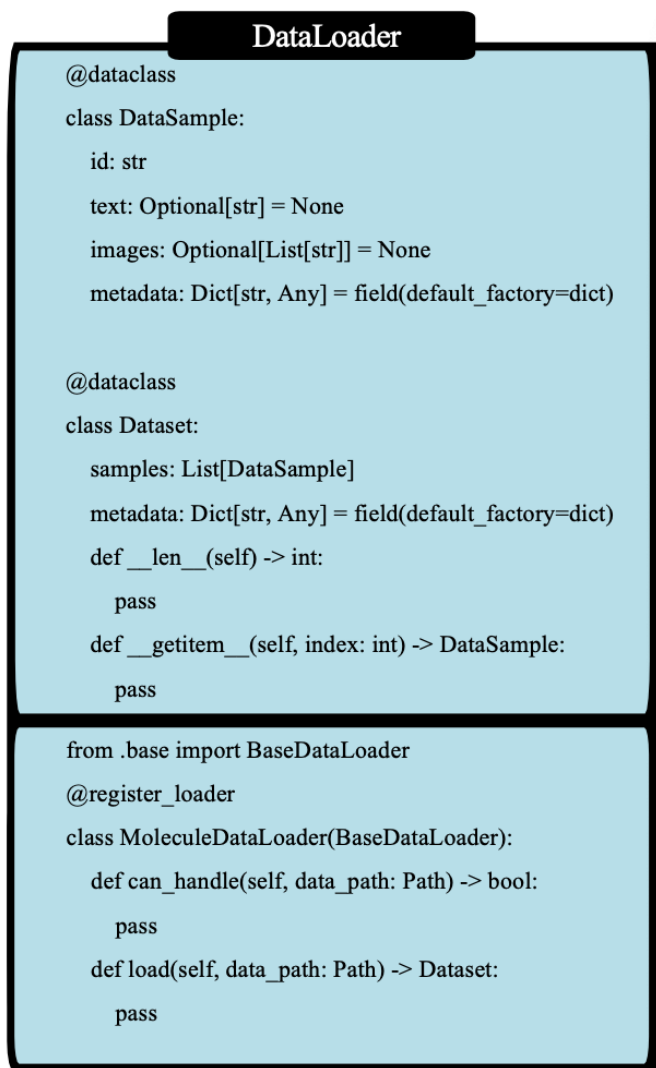 DataLoader
@dataclass
class DataSample:
id: str
text: Optional[str] = None
images: Optional[List[str]] = None
metadata: Dict[str, Any] = field(default_factory=dict)
@dataclass
class Dataset:
samples: List[DataSample]
metadata: Dict[str, Any] = field(default_factory=dict)
def __len__(self) -> int:
pass
def __getitem__(self, index: int) -> DataSample:
pass
from .base import BaseDataLoader
@register_loader
class MoleculeDataLoader(BaseDataLoader):
def can_handle(self, data_path: Path) -> bool:
pass
def load(self, data_path: Path) -> Dataset:
pass